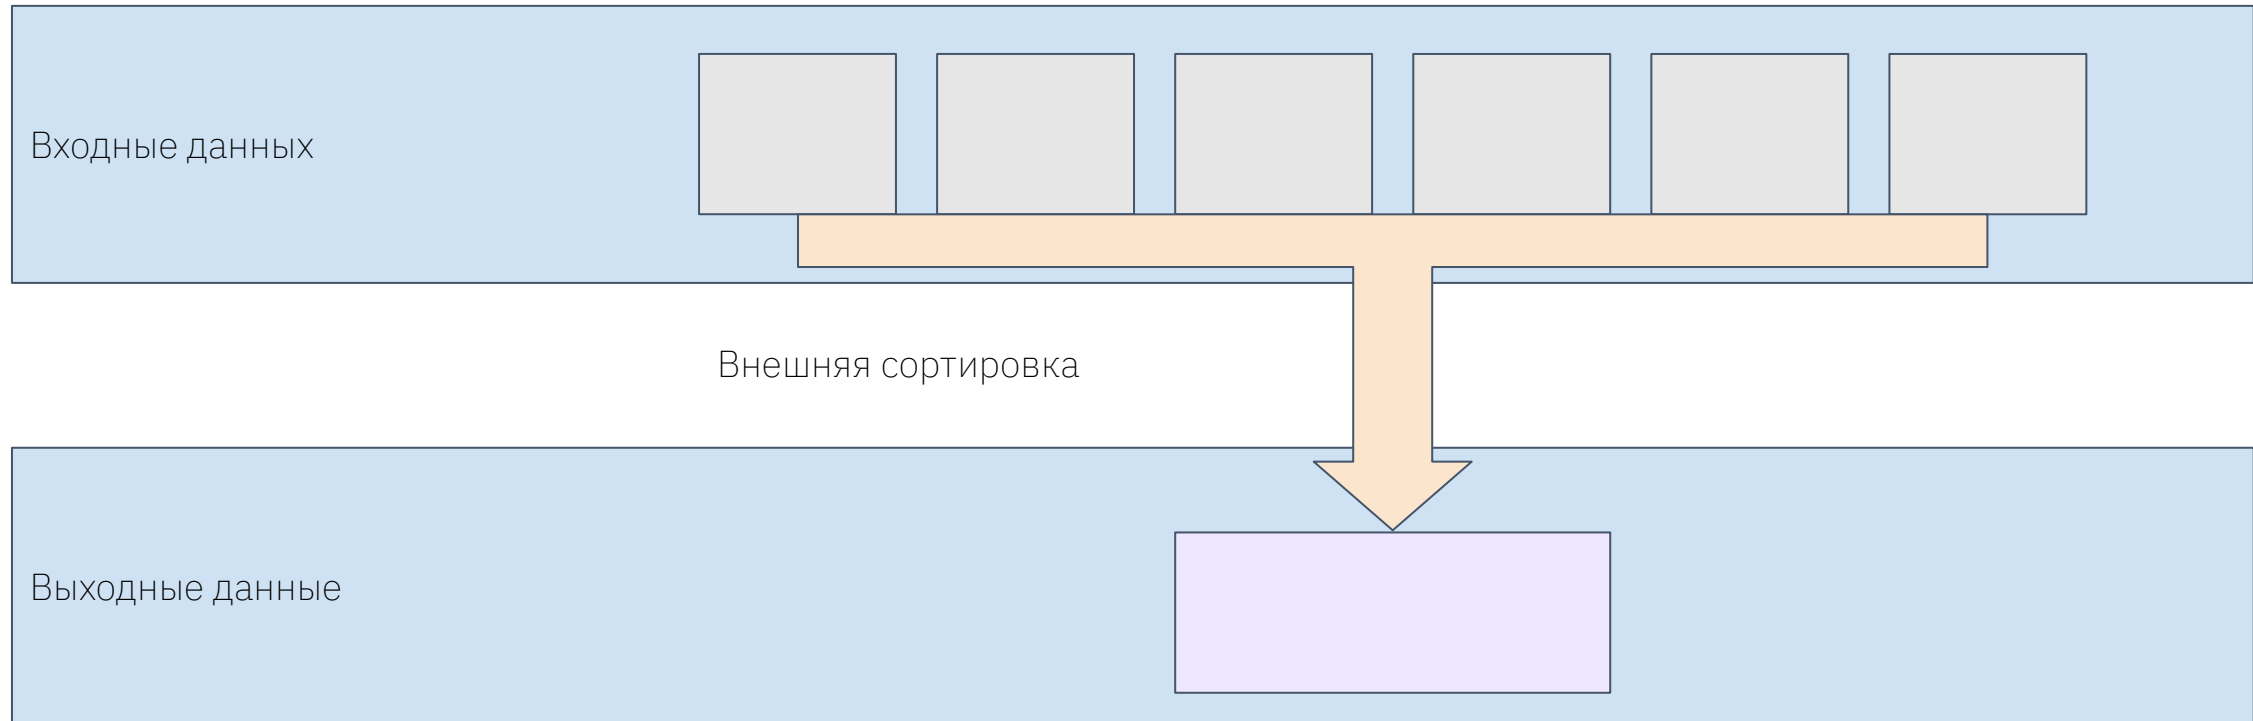 Входные данных
Внешняя сортировка
Выходные данные